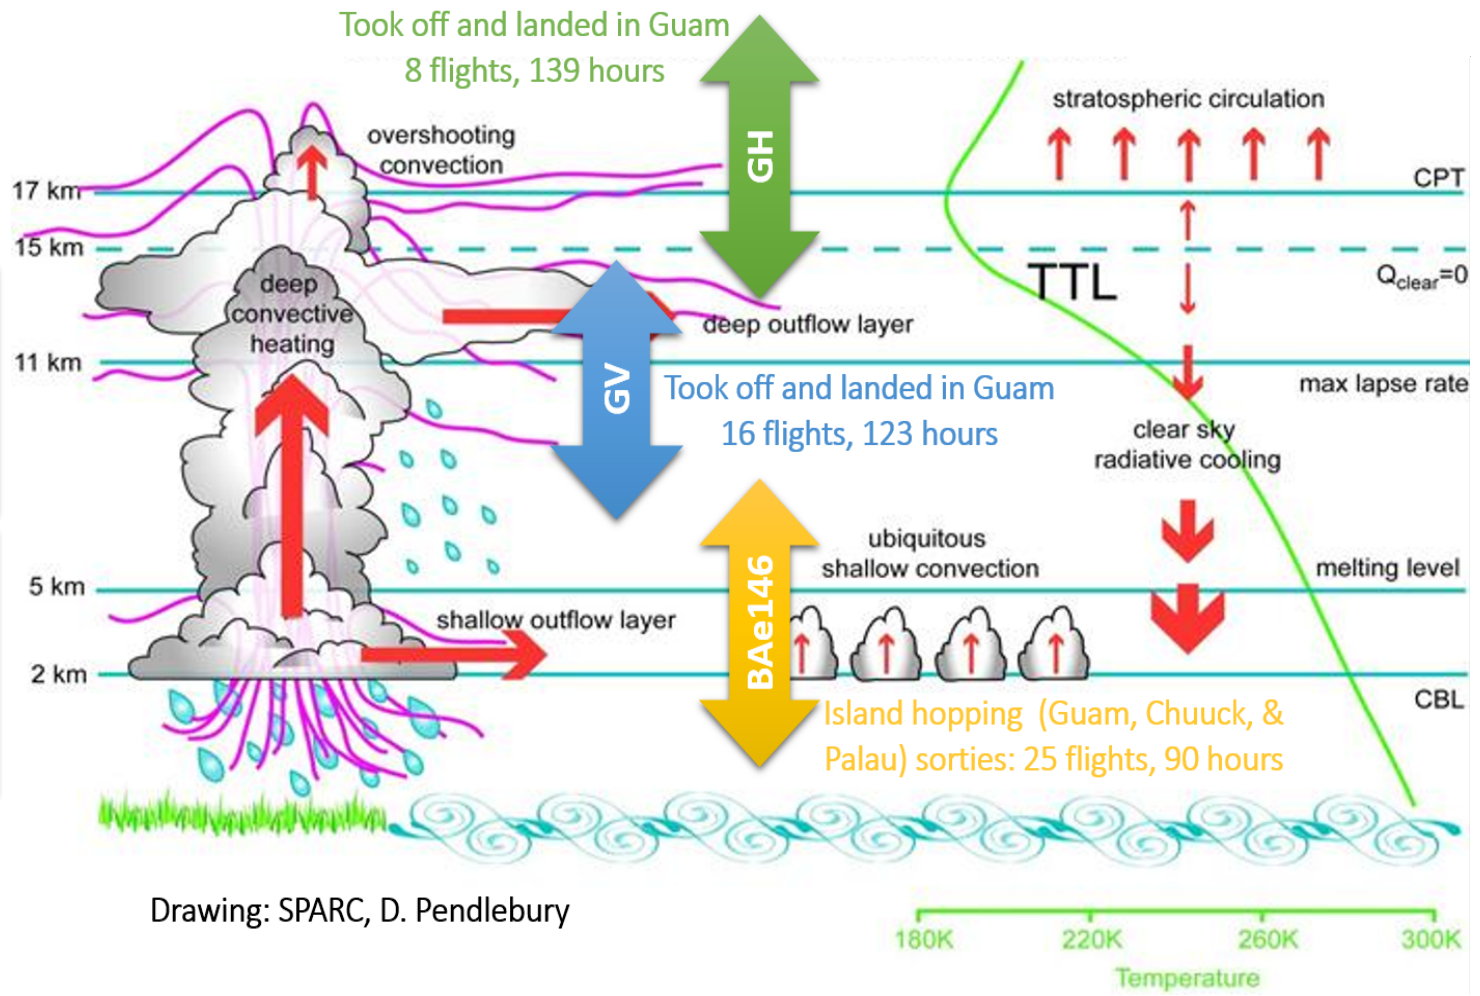 Took off and landed in Guam
8 flights, 139 hours
stratospheric circulation
overshooting
convection
GH
17 km
CPT
15 km
TTL
Qclear=0
deep
convective
heating
deep outflow layer
11 km
max lapse rate
GV
Took off and landed in Guam
16 flights, 123 hours
clear sky
radiative cooling
ubiquitous
shallow convection
5 km
melting level
BAe146
shallow outflow layer
2 km
CBL
Island hopping (Guam, Chuuck, &
Palau) sorties: 25 flights, 90 hours
Drawing: SPARC, D. Pendlebury
180K 220K 260K 300K
Temperature